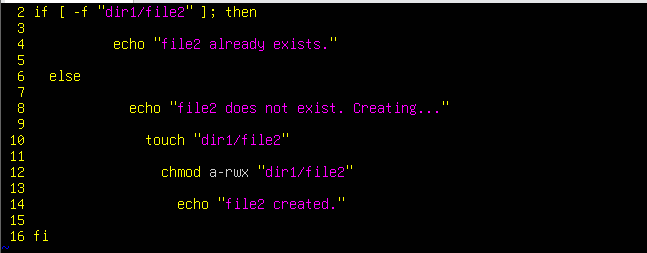 2 if [ -f "dir1/file2" ]; then
3
4 echo "file2 already exists."
5
6 else
7
8 echo "file2 does not exist. Creating..."
9
10 touch "dir1/file2"
11
12 chmod a-rwx "dir1/file2"
13
14 echo "file2 created."
15
16 fi
~